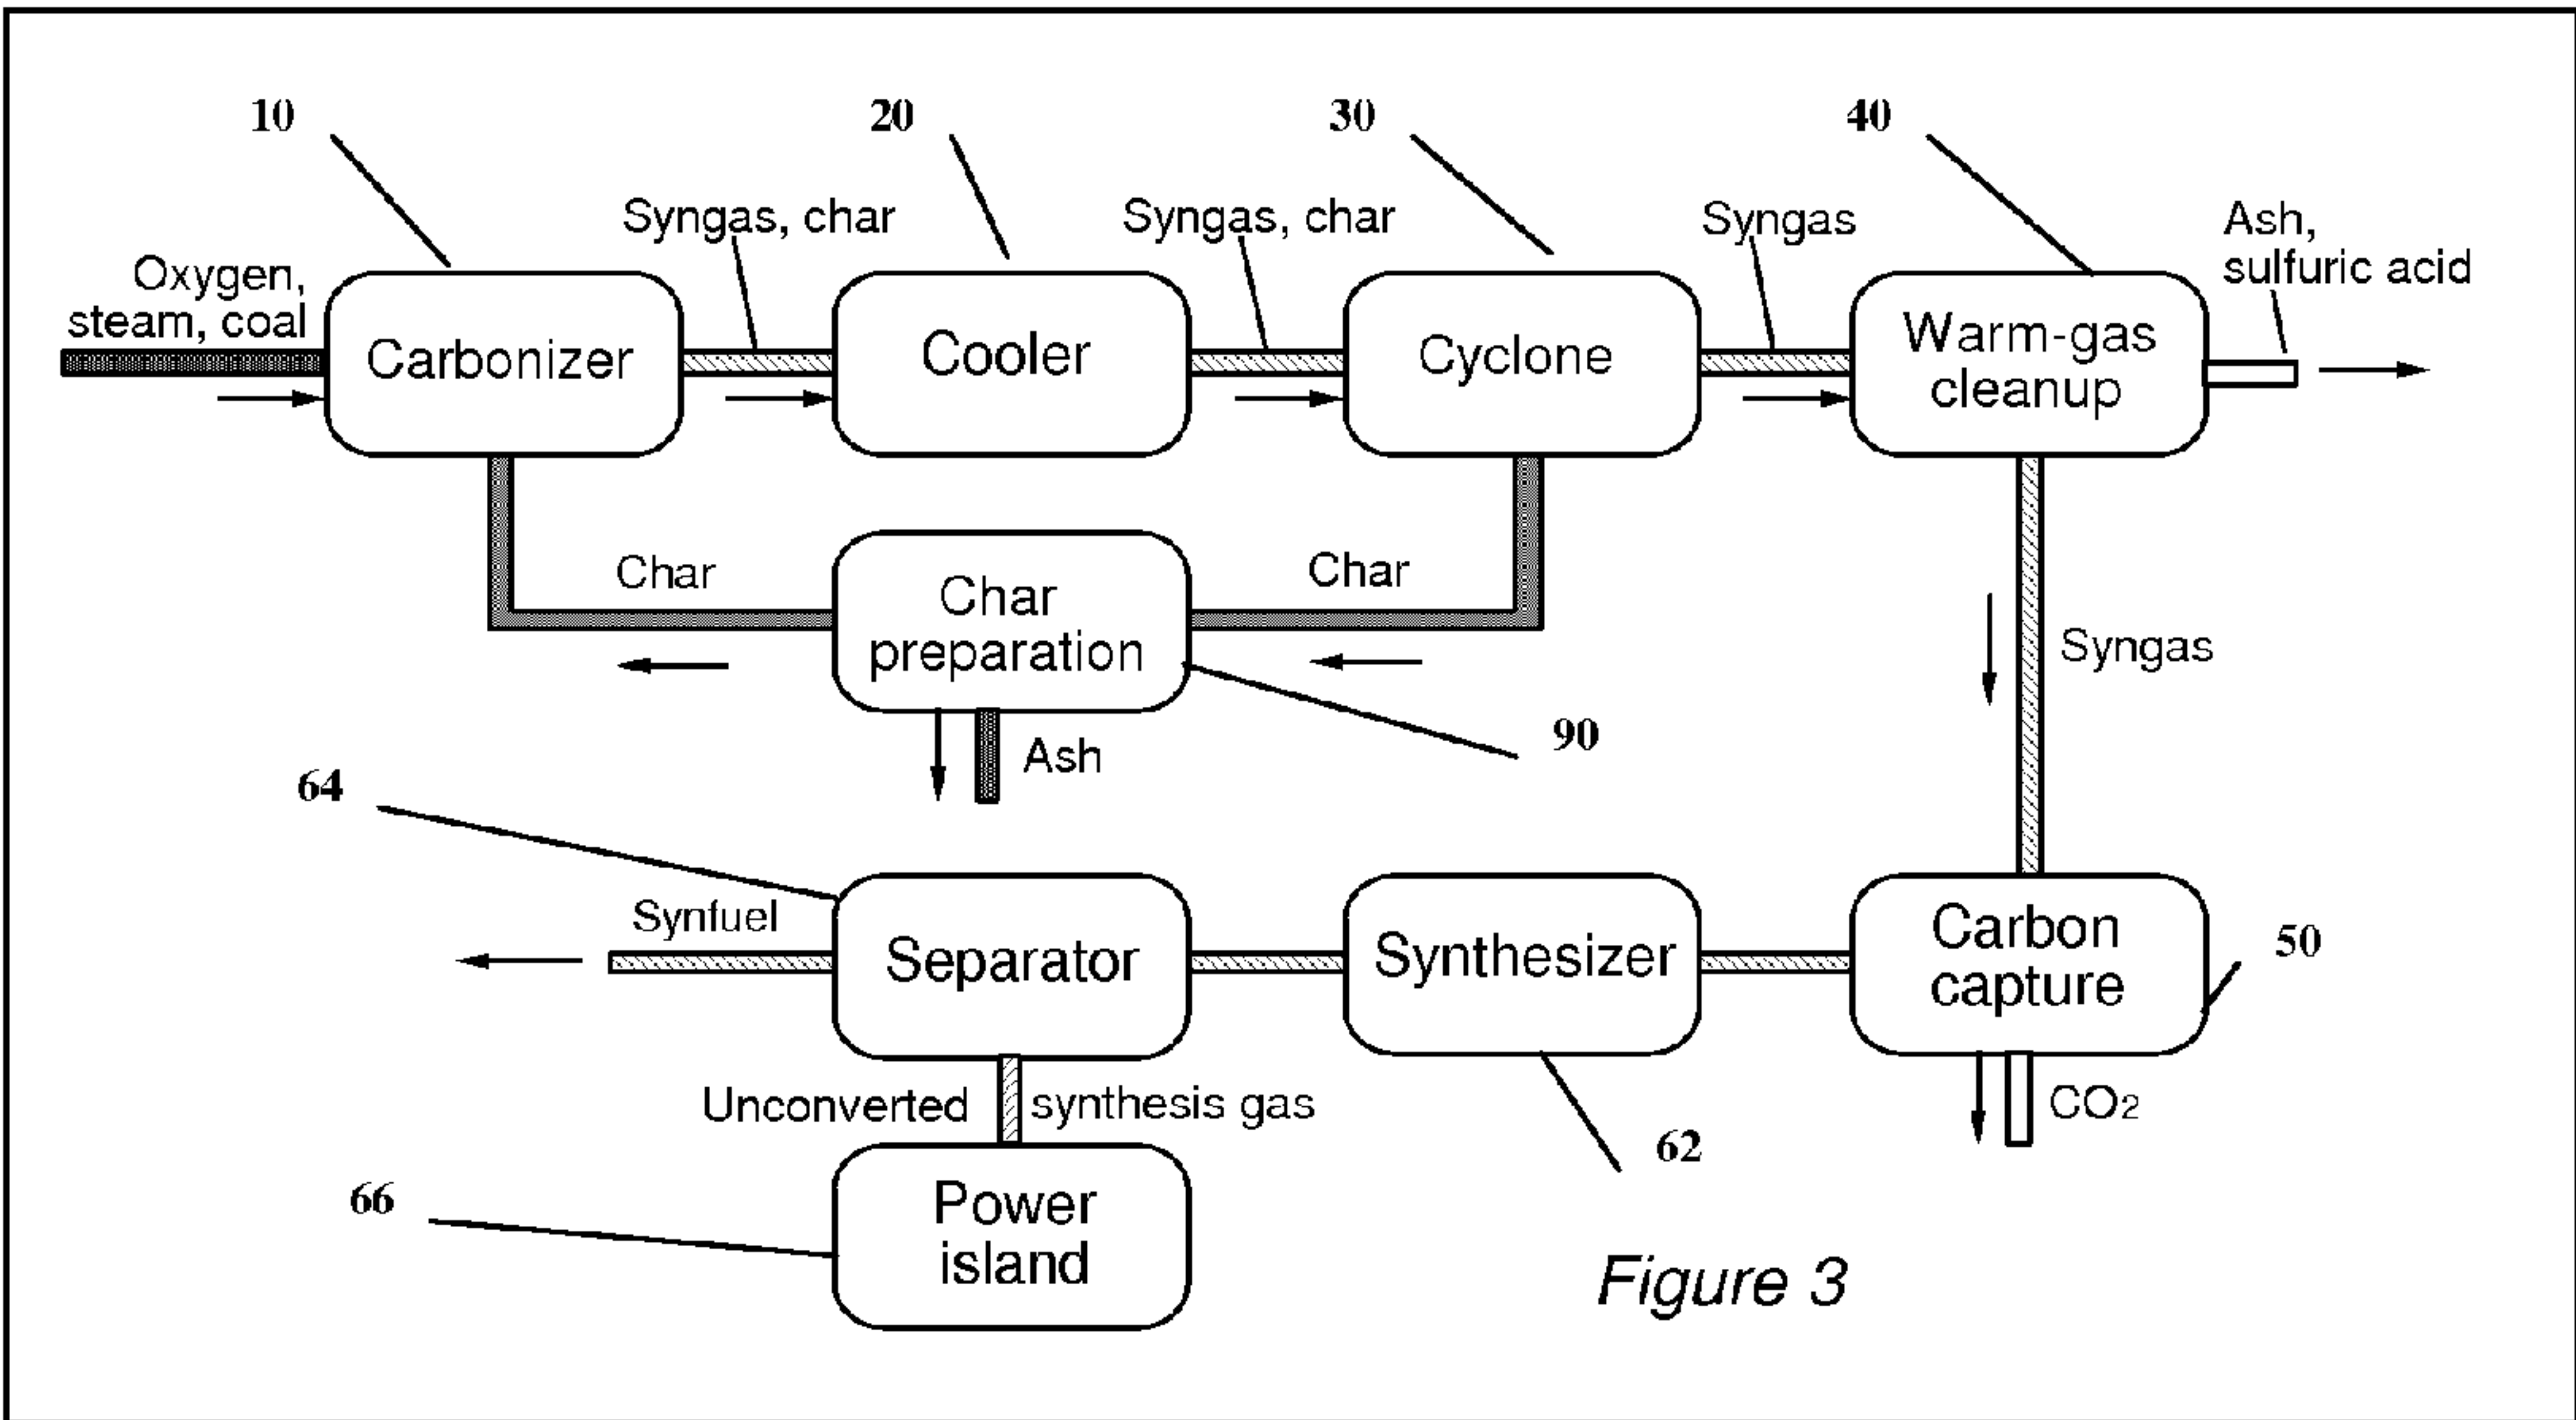 10
20
30
40
Syngas, char
Syngas, char
Syngas
Ash,
sulfuric acid
Oxygen,
steam, coal
Carbonizer
Cooler
Cyclone
Warm-gas
cleanup
Char
Char
preparation
Char
Syngas
90
Ash
64
Synfuel
Separator
Synthesizer
Carbon
capture
50
Unconverted synthesis gas
CO2
62
66
Power
island
Figure 3